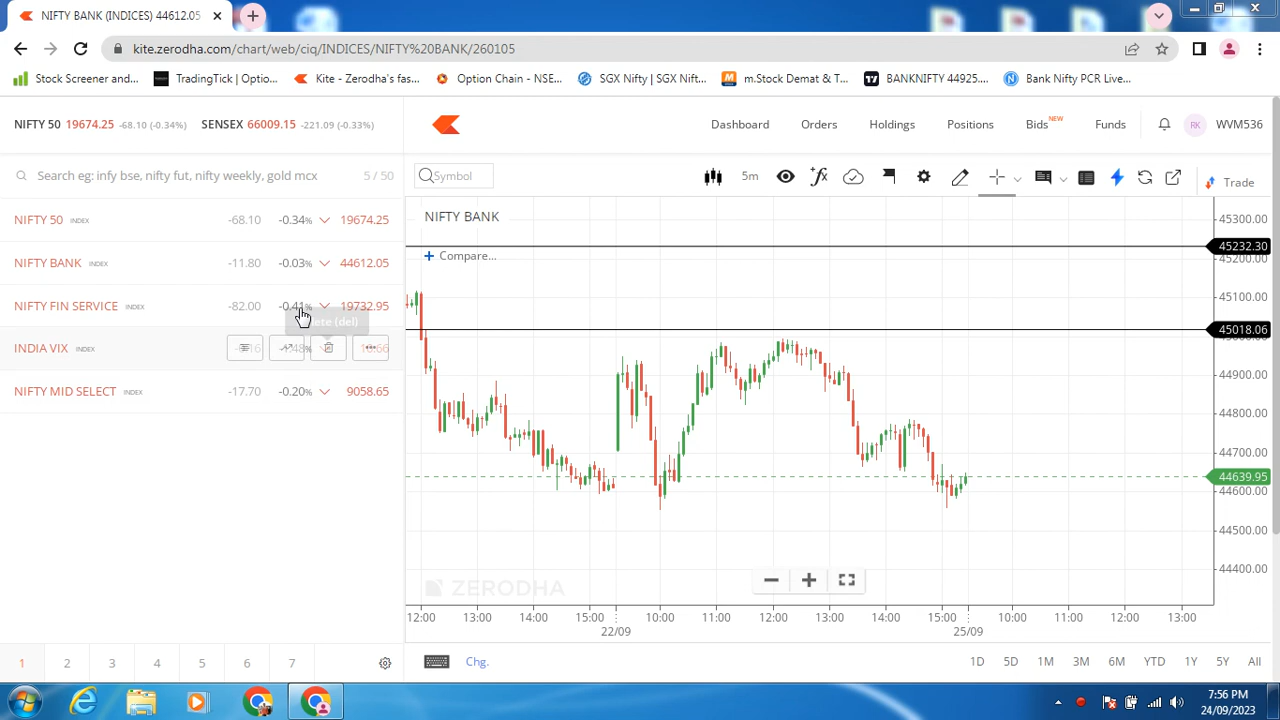 NIFTY BANK (INDICES) 44612.05
kite.zerodha.com/chart/web/ciq/INDICES/NIFTY%20BANK/260105
Stock Screener and... TradingTick | Optio... Kite - Zerodha's fas... Option Chain - NSE... SGX Nifty | SGX Nift... m.Stock Demat & T... BANKNIFTY 44925.... Bank Nifty PCR Live...
NIFTY 50 19674.25 -68.10 (-0.34%) SENSEX 66009.15 -221.09 (-0.33%)
Dashboard Orders Holdings Positions Bids NEW Funds RK WVM536
Search eg: infy bse, nifty fut, nifty weekly, gold mcx 5 / 50
Symbol 5m Trade
NIFTY 50 INDEX -68.10 -0.34% 19674.25
NIFTY BANK INDEX -11.80 -0.03% 44612.05
NIFTY FIN SERVICE INDEX -82.00 -0.41% 19732.95
(del)
INDIA VIX INDEX
NIFTY MID SELECT INDEX -17.70 -0.20% 9058.65
NIFTY BANK
Compare...
45300.00
45232.30
45200.00
45100.00
45018.06
44900.00
44800.00
44700.00
44639.95
44600.00
44500.00
44400.00
ZERODHA
12:00 13:00 14:00 15:00 10:00 11:00 12:00 13:00 14:00 15:00 10:00 11:00 12:00 13:00
22/09 25/09
1 2 3 4 5 6 7
Chg. 1D 5D 1M 3M 6M YTD 1Y 5Y All
7:56 PM
24/09/2023